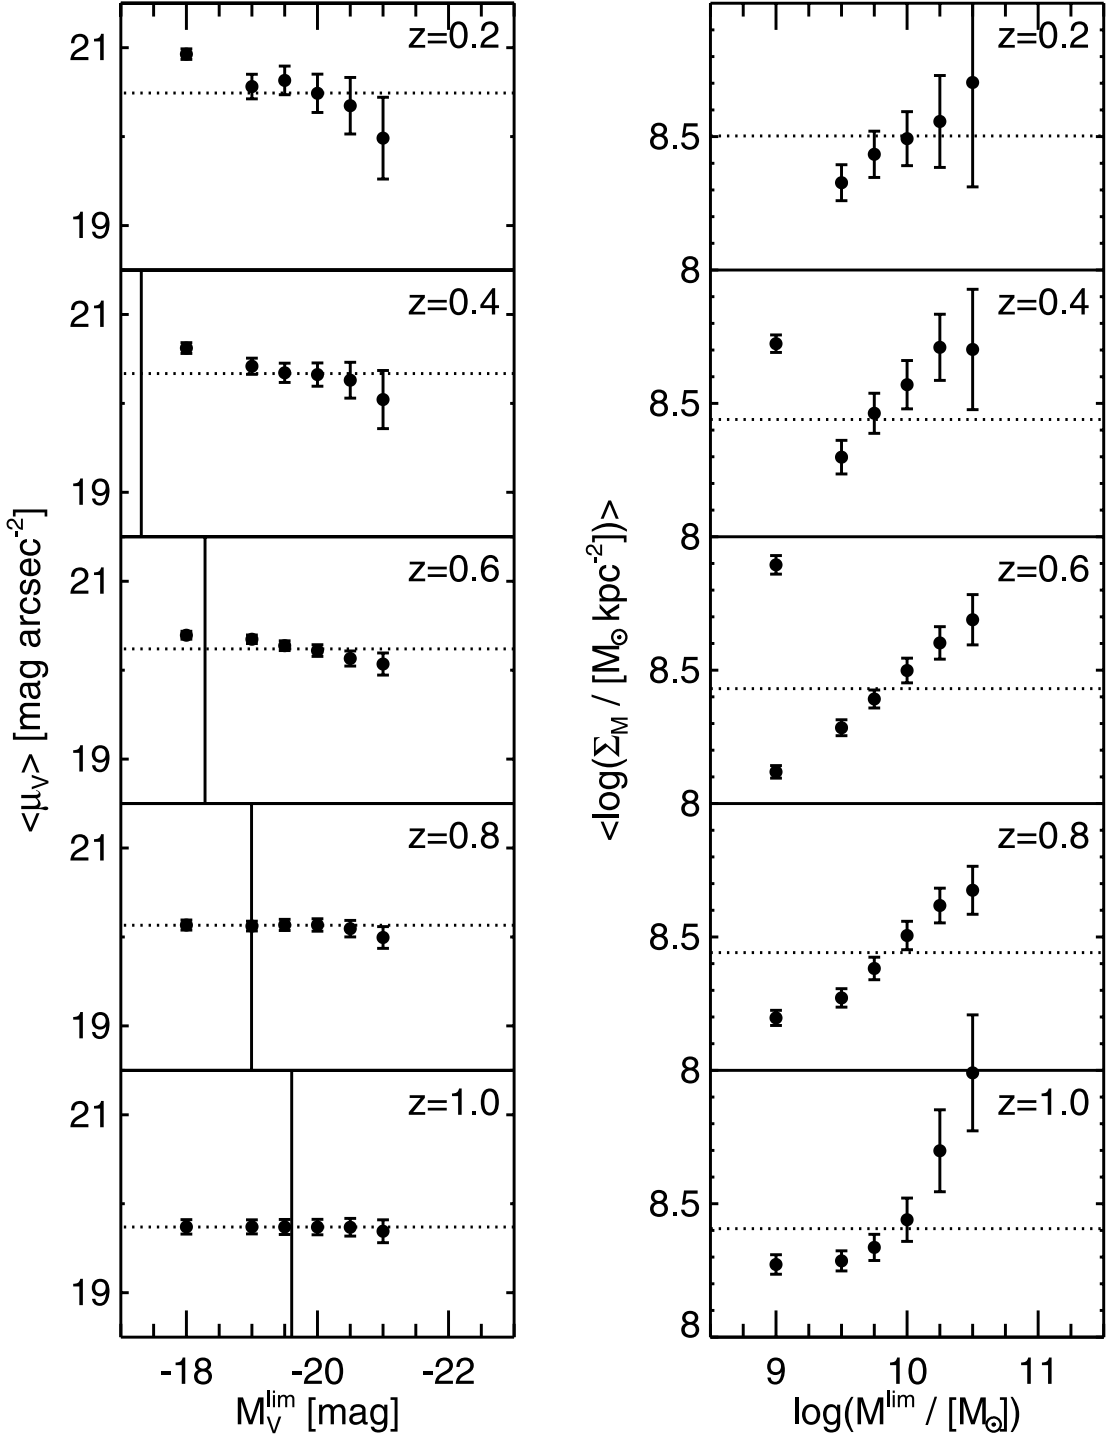 z=0.2
21
19
z=0.4
21
19
z=0.6
21
19
z=0.8
21
19
z=1.0
21
19
-18 -20 -22
M_V^lim [mag]
<μ_V> [mag arcsec^-2]
z=0.2
8.5
8
z=0.4
8.5
8
z=0.6
8.5
8
z=0.8
8.5
8
z=1.0
8.5
8
9 10 11
log(M^lim / [M_⊙])
<log(Σ_M / [M_⊙ kpc^-2])>